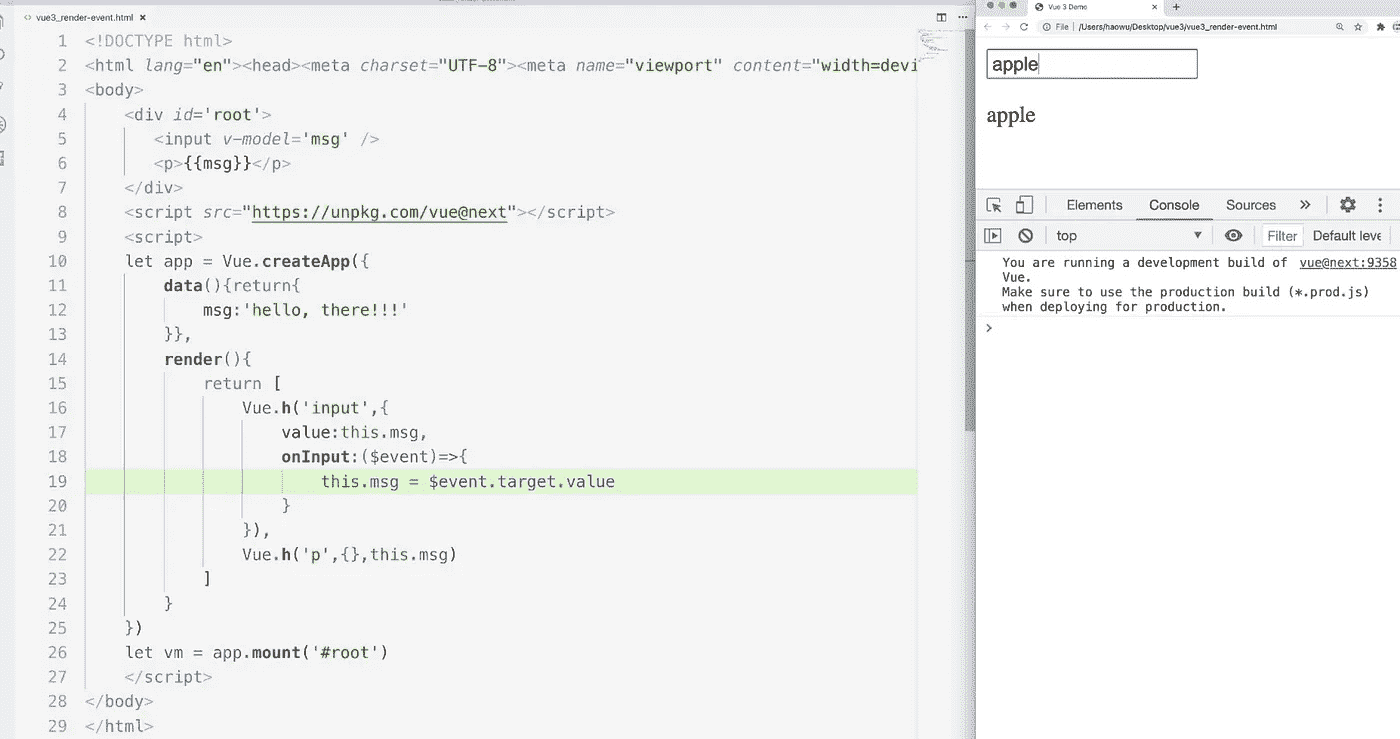 vue3_render-event.html
1 <!DOCTYPE html>
2 <html lang="en"><head><meta charset="UTF-8"><meta name="viewport" content="width=devi
3 <body>
4 <div id='root'>
5 <input v-model='msg' />
6 <p>{{msg}}</p>
7 </div>
8 <script src="https://unpkg.com/vue@next"></script>
9 <script>
10 let app = Vue.createApp({
11 data(){return{
12 msg:'hello, there!!!'
13 }},
14 render(){
15 return [
16 Vue.h('input',{
17 value:this.msg,
18 onInput:($event)=>{
19 this.msg = $event.target.value
20 }
21 }),
22 Vue.h('p',{},this.msg)
23 ]
24 }
25 })
26 let vm = app.mount('#root')
27 </script>
28 </body>
29 </html>
Vue 3 Demo
File | /Users/haowu/Desktop/vue3/vue3_render-event.html
apple
apple
Elements Console Sources »
top Filter Default leve
You are running a development build of vue@next:9358
Vue.
Make sure to use the production build (*.prod.js)
when deploying for production.